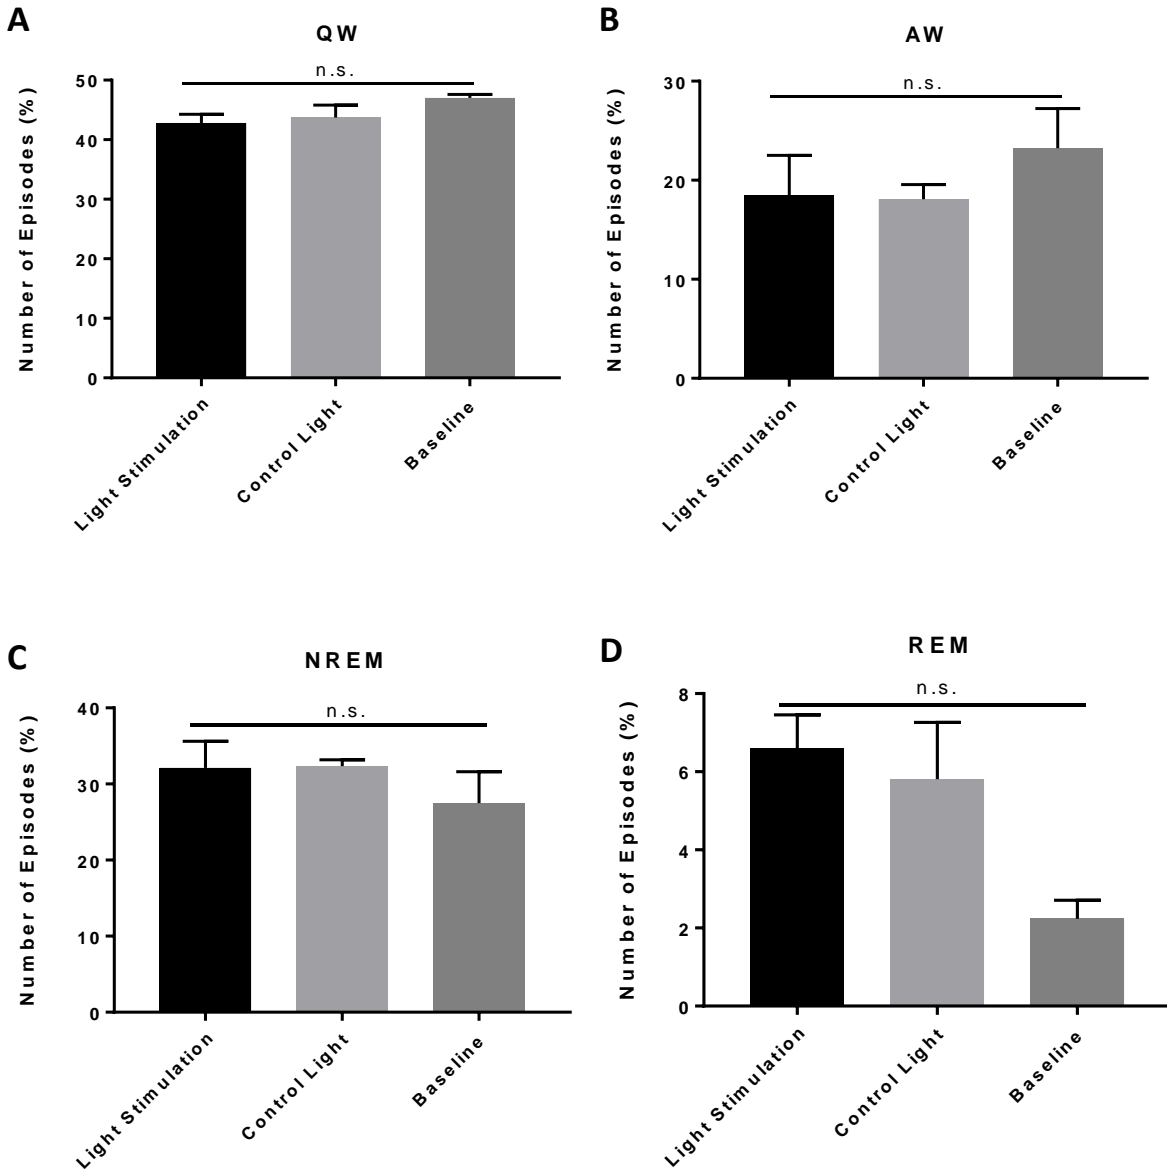 A
QW
n.s.
Number of Episodes (%)
50
40
30
20
10
0
Light Stimulation
Control Light
Baseline
B
AW
n.s.
Number of Episodes (%)
30
20
10
0
Light Stimulation
Control Light
Baseline
C
NREM
n.s.
Number of Episodes (%)
40
30
20
10
0
Light Stimulation
Control Light
Baseline
D
REM
n.s.
Number of Episodes (%)
8
6
4
2
0
Light Stimulation
Control Light
Baseline